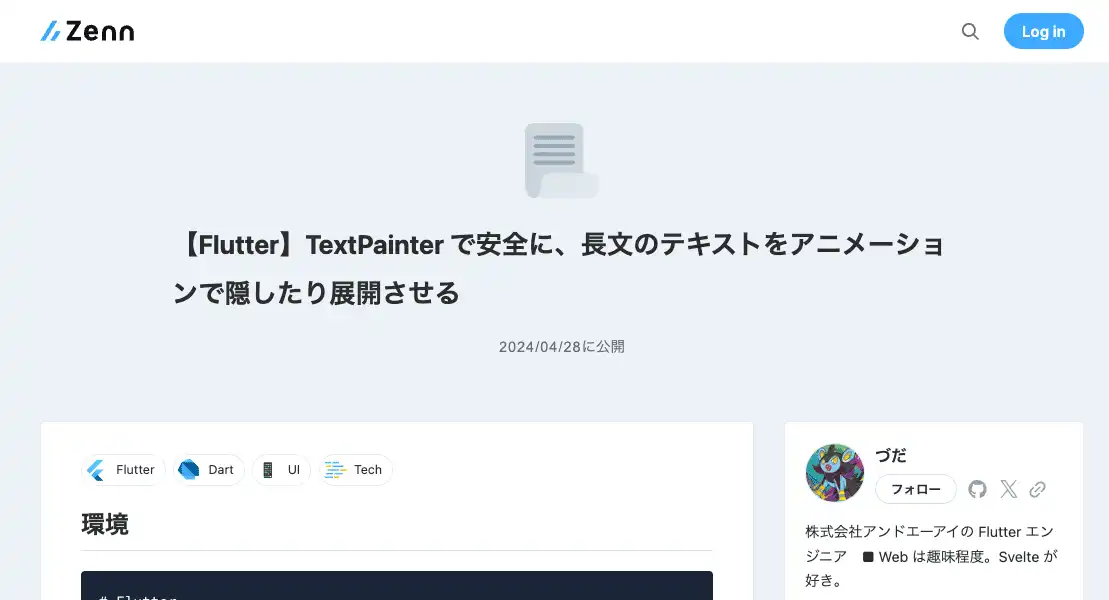 Zenn
Log in
【Flutter】TextPainter で安全に、長文のテキストをアニメーショ
ンで隠したり展開させる
2024/04/28に公開
Flutter
Dart
UI
Tech
環境
# Flutter
づだ
フォロー
株式会社アンドエーアイの Flutter エン
ジニア ■ Web は趣味程度。Svelte が
好き。